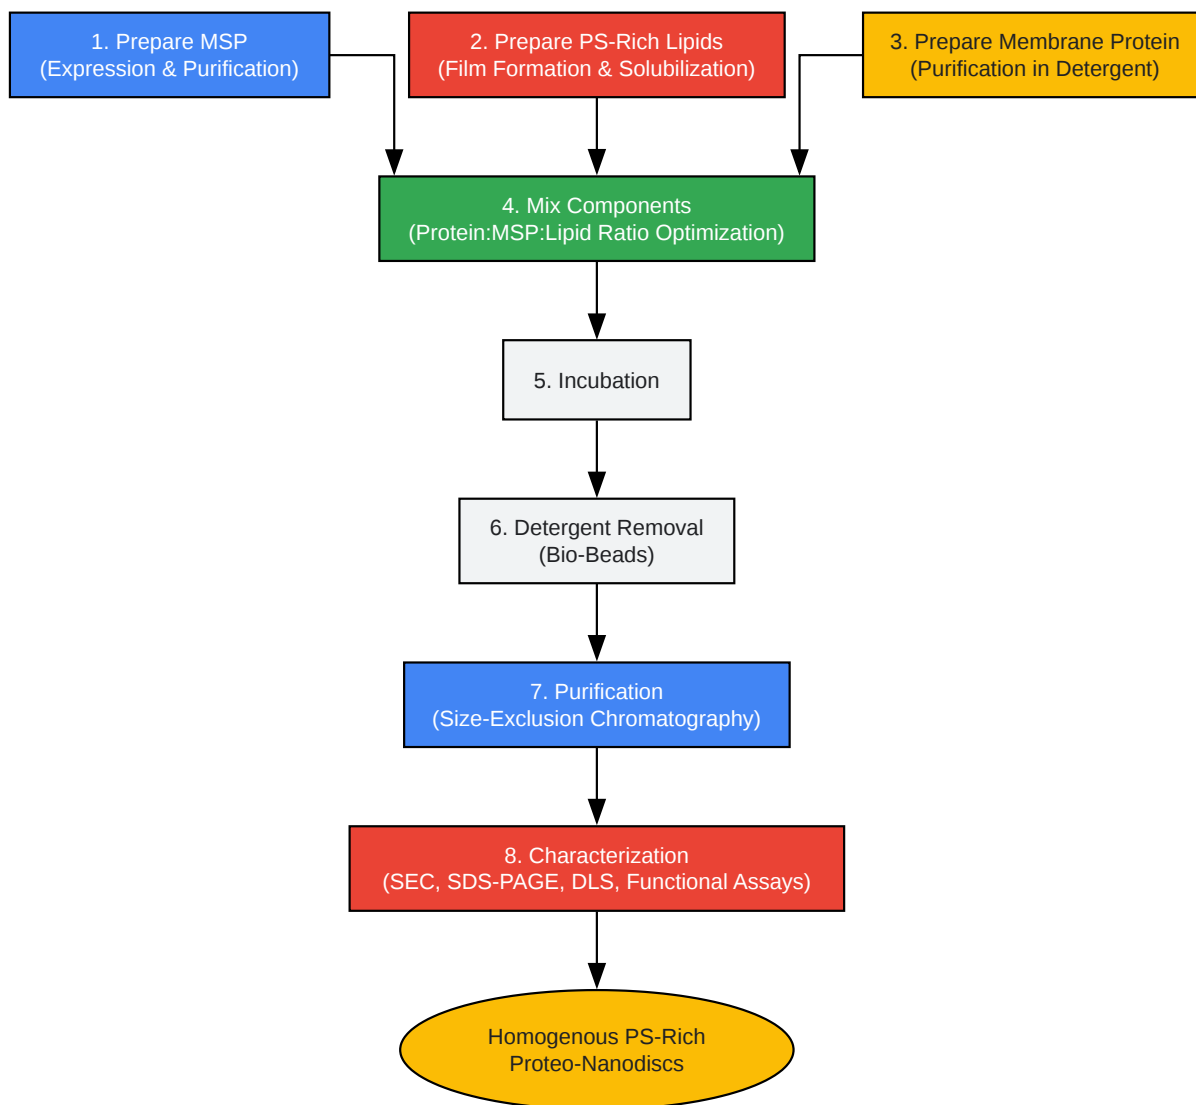 1. Prepare MSP
(Expression & Purification)
2. Prepare PS-Rich Lipids
(Film Formation & Solubilization)
3. Prepare Membrane Protein
(Purification in Detergent)
4. Mix Components
(Protein:MSP:Lipid Ratio Optimization)
5. Incubation
6. Detergent Removal
(Bio-Beads)
7. Purification
(Size-Exclusion Chromatography)
8. Characterization
(SEC, SDS-PAGE, DLS, Functional Assays)
Homogenous PS-Rich
Proteo-Nanodiscs